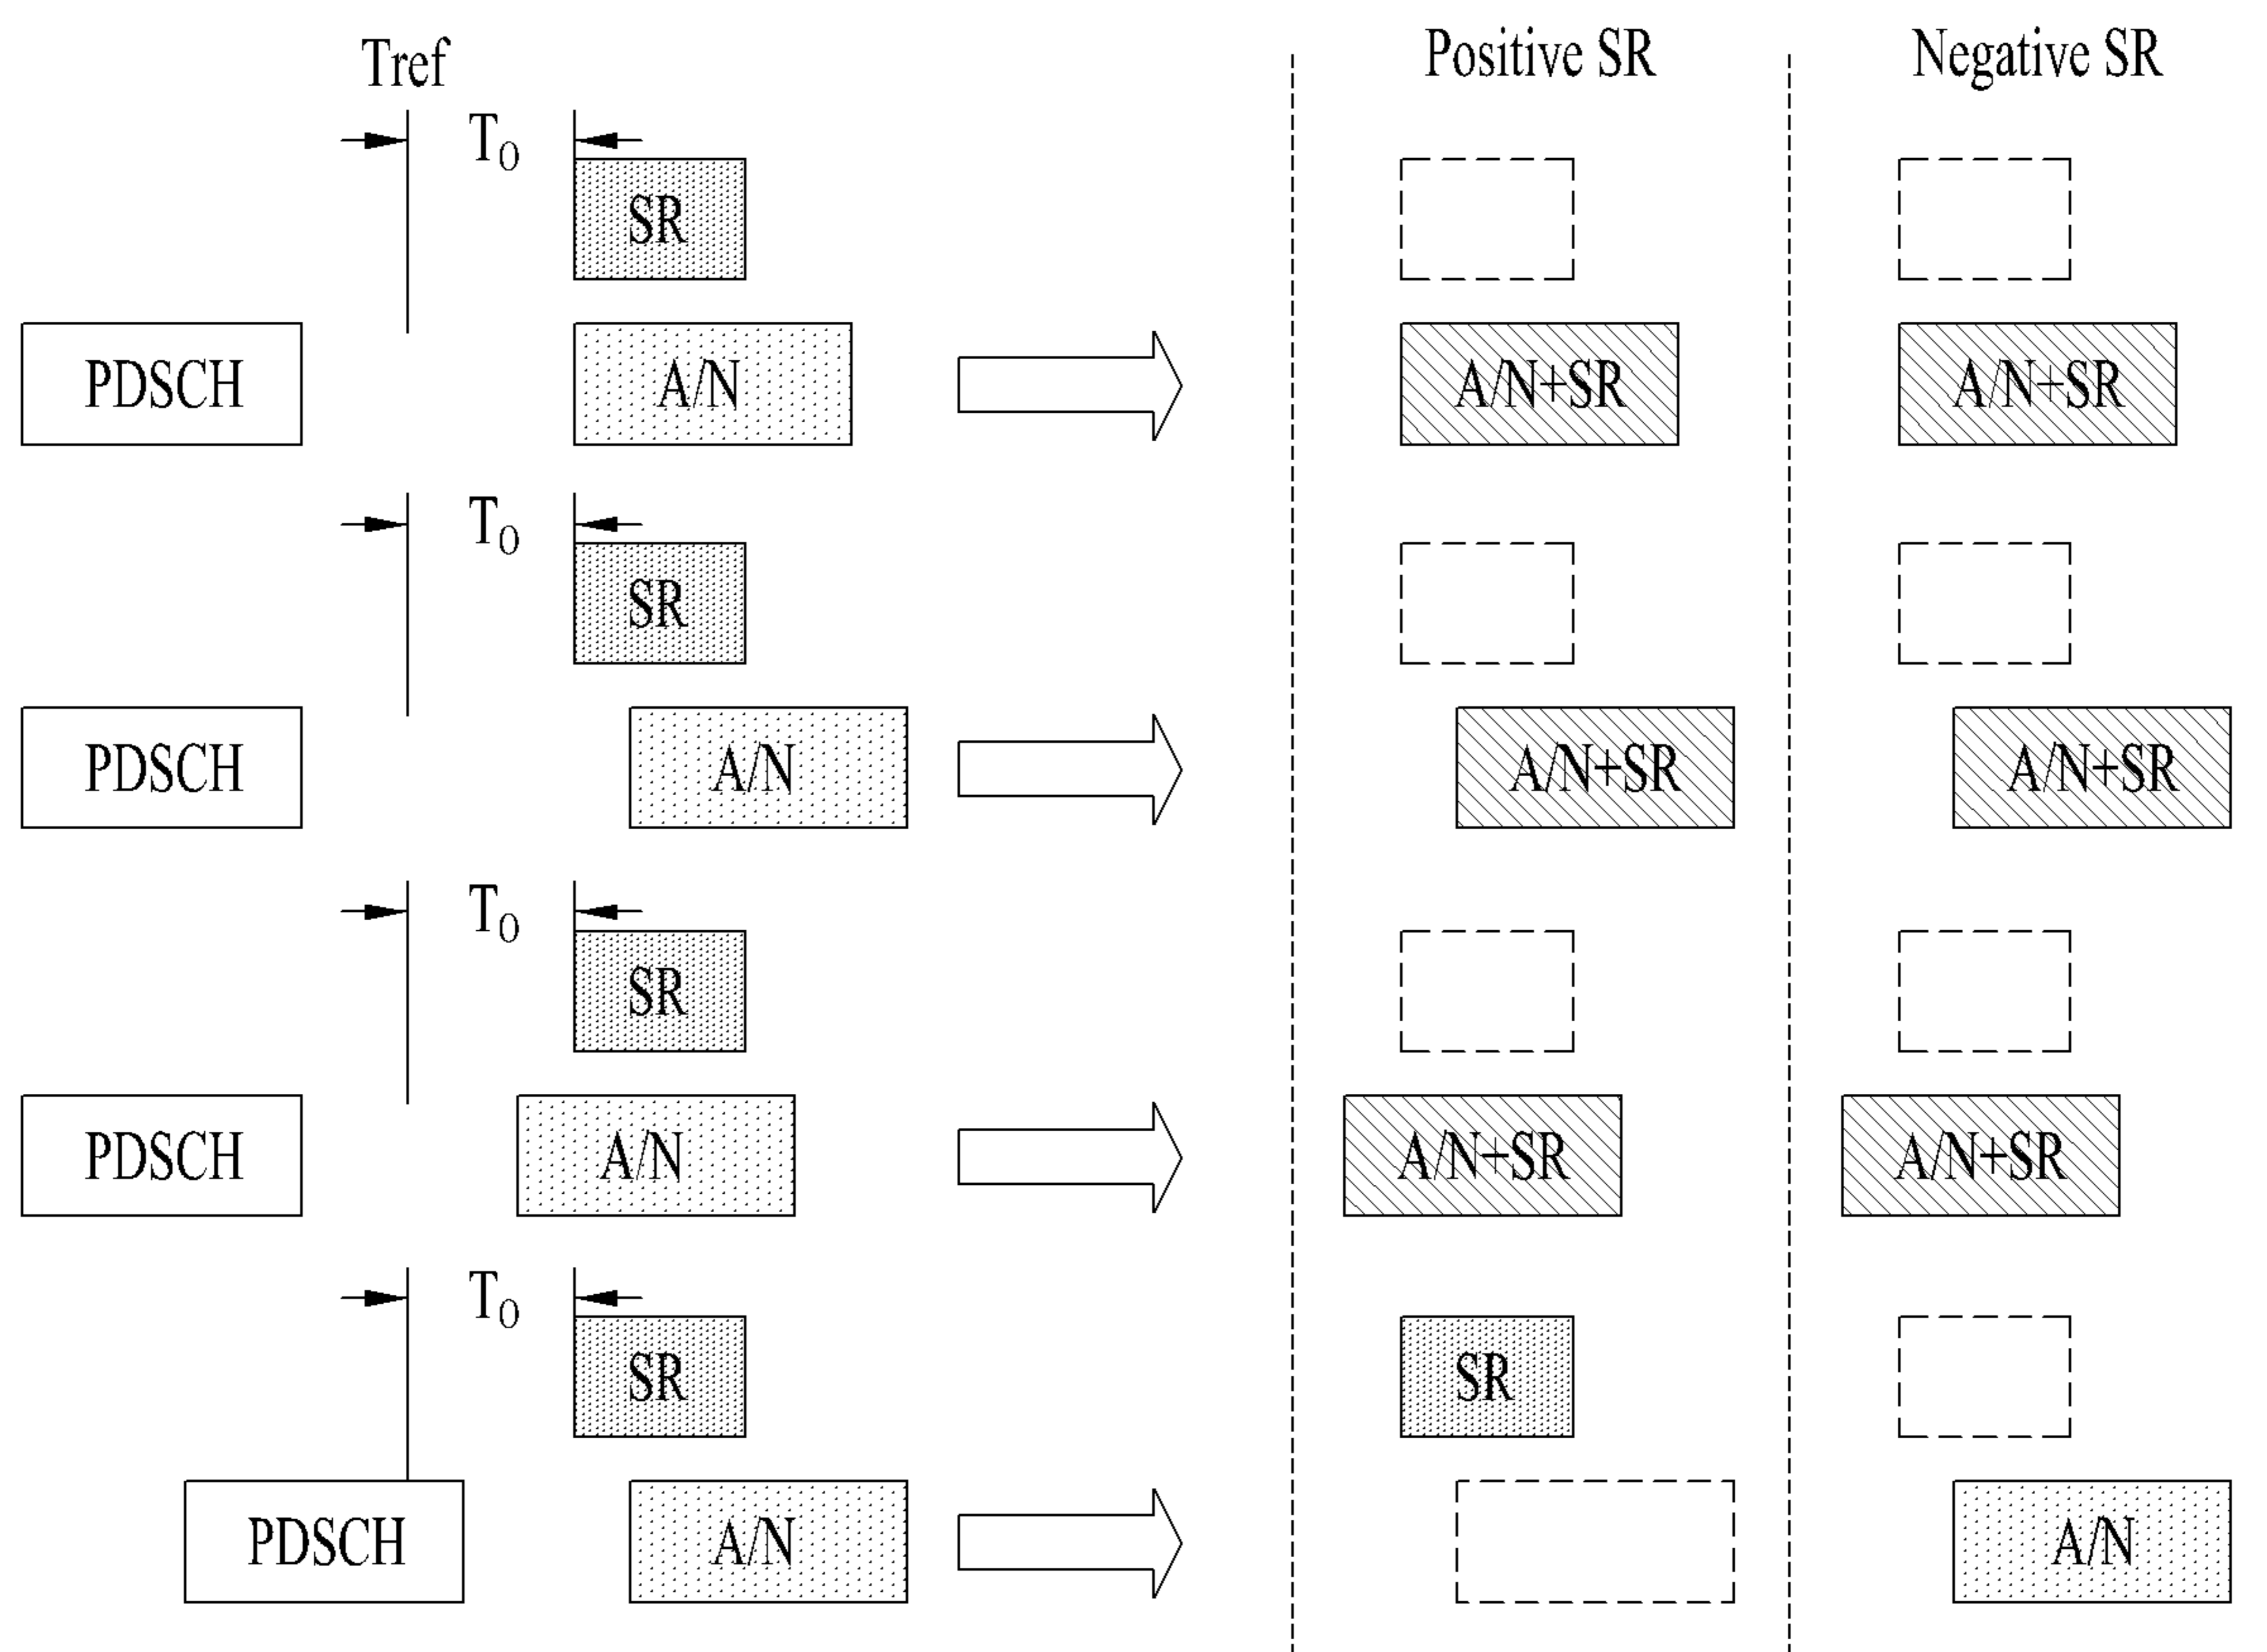 Tref
Positive SR
Negative SR
T0
SR
PDSCH
A/N
A/N+SR
A/N+SR
T0
SR
PDSCH
A/N
A/N+SR
A/N+SR
T0
SR
PDSCH
A/N
A/N+SR
A/N+SR
T0
SR
SR
PDSCH
A/N
A/N